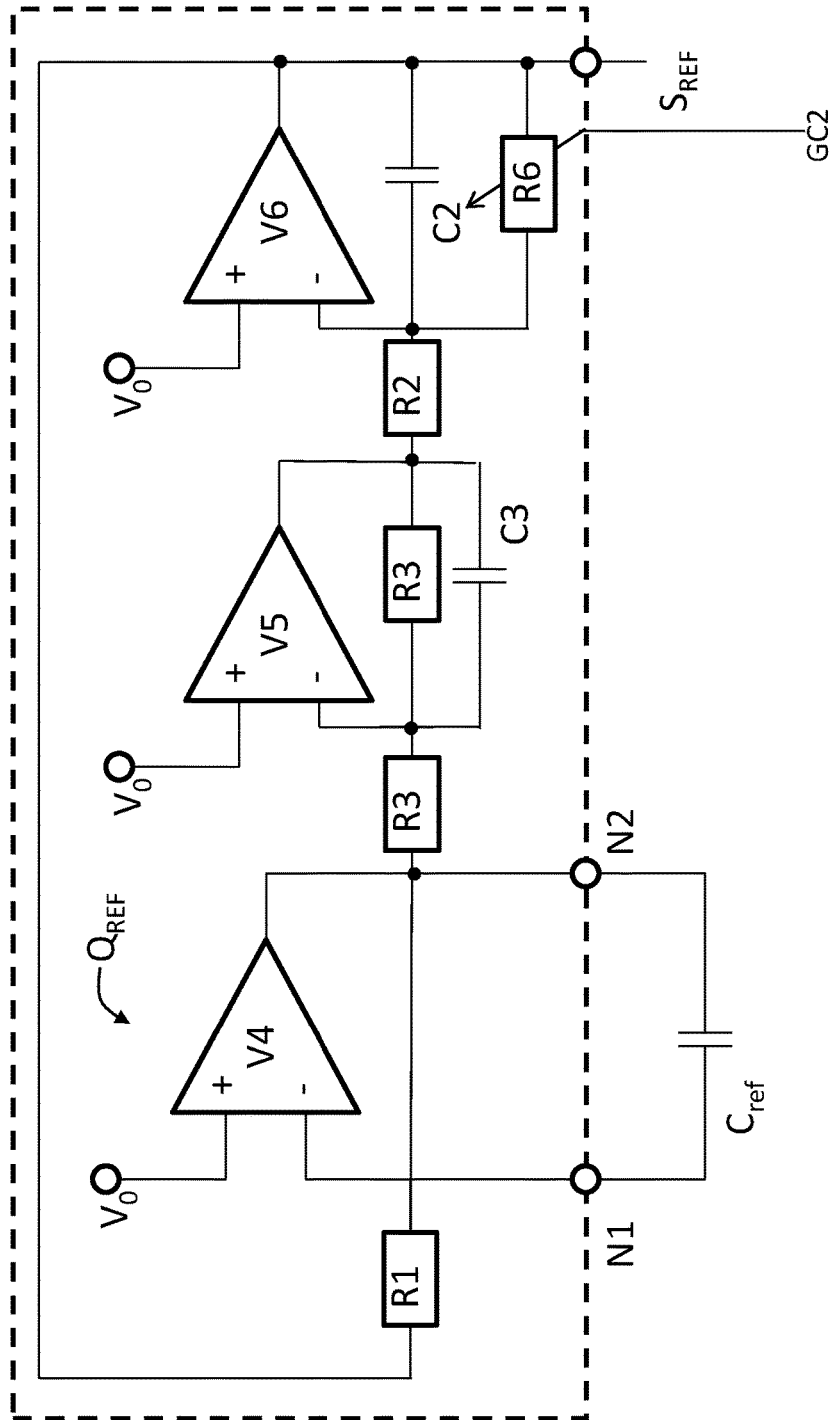 V₀
V₀
V₀
Q_REF
+
-
V4
+
-
V5
+
-
V6
R1
R3
R3
C3
R2
C2
R6
N1
N2
C_ref
S_REF
GC2